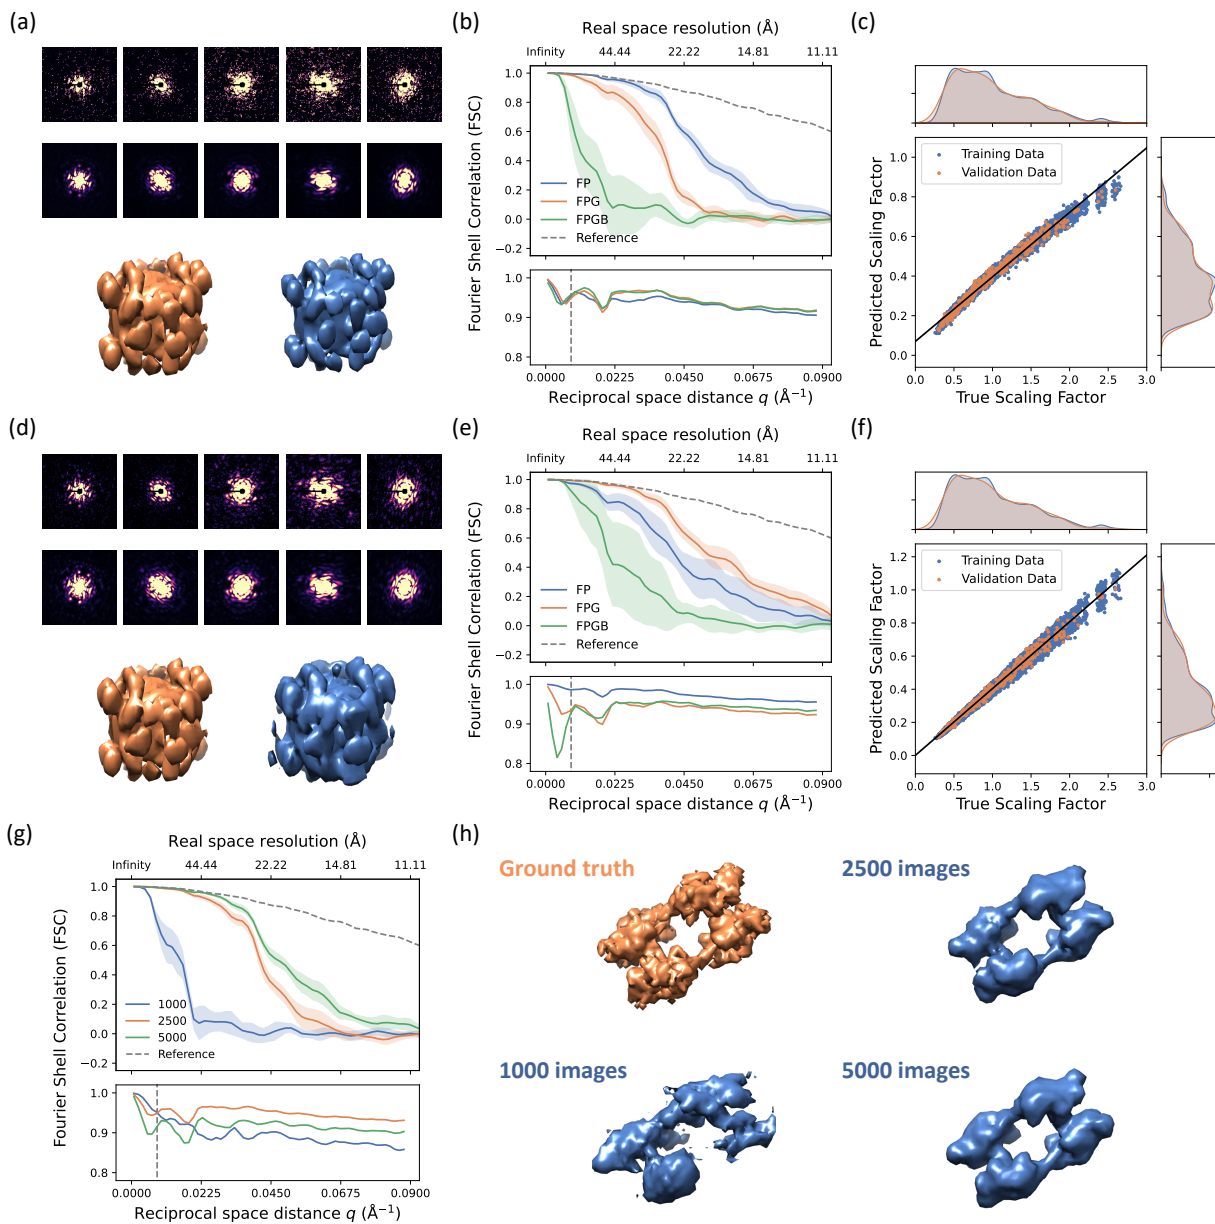 (a)
(b)
Real space resolution (Å)
Infinity 44.44 22.22 14.81 11.11
Fourier Shell Correlation (FSC)
1.0
0.8
0.6
0.4
0.2
0.0
−0.2
FP
FPG
FPGB
Reference
1.0
0.9
0.8
0.0000 0.0225 0.0450 0.0675 0.0900
Reciprocal space distance q (Å⁻¹)
(c)
Predicted Scaling Factor
1.0
0.8
0.6
0.4
0.2
0.0
Training Data
Validation Data
0.0 0.5 1.0 1.5 2.0 2.5 3.0
True Scaling Factor
(d)
(e)
Real space resolution (Å)
Infinity 44.44 22.22 14.81 11.11
Fourier Shell Correlation (FSC)
1.0
0.8
0.6
0.4
0.2
0.0
−0.2
FP
FPG
FPGB
Reference
1.0
0.9
0.8
0.0000 0.0225 0.0450 0.0675 0.0900
Reciprocal space distance q (Å⁻¹)
(f)
Predicted Scaling Factor
1.2
1.0
0.8
0.6
0.4
0.2
0.0
Training Data
Validation Data
0.0 0.5 1.0 1.5 2.0 2.5 3.0
True Scaling Factor
(g)
Real space resolution (Å)
Infinity 44.44 22.22 14.81 11.11
Fourier Shell Correlation (FSC)
1.0
0.8
0.6
0.4
0.2
0.0
−0.2
1000
2500
5000
Reference
1.0
0.9
0.8
0.0000 0.0225 0.0450 0.0675 0.0900
Reciprocal space distance q (Å⁻¹)
(h)
Ground truth
2500 images
1000 images
5000 images